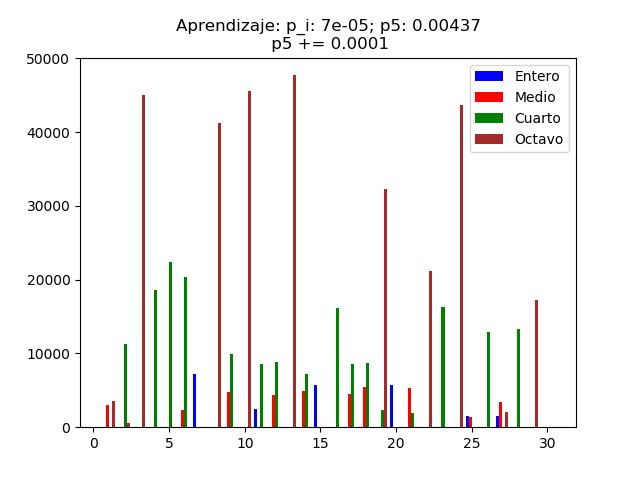 Aprendizaje: p_i: 7e-05; p5: 0.00437
p5 += 0.0001
50000
40000
30000
20000
10000
0
Entero
Medio
Cuarto
Octavo
0 5 10 15 20 25 30